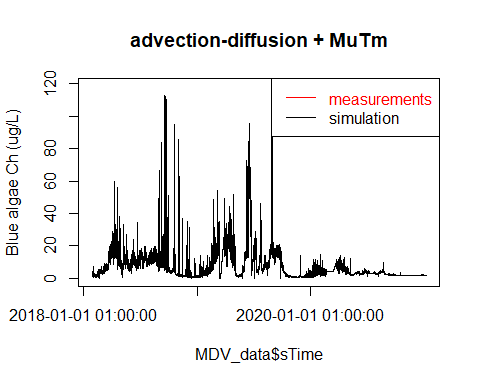 advection-diffusion + MuTm
Blue algae Ch (ug/L)
120
80
60
40
20
0
measurements
simulation
2018-01-01 01:00:00
2020-01-01 01:00:00
MDV_data$sTime